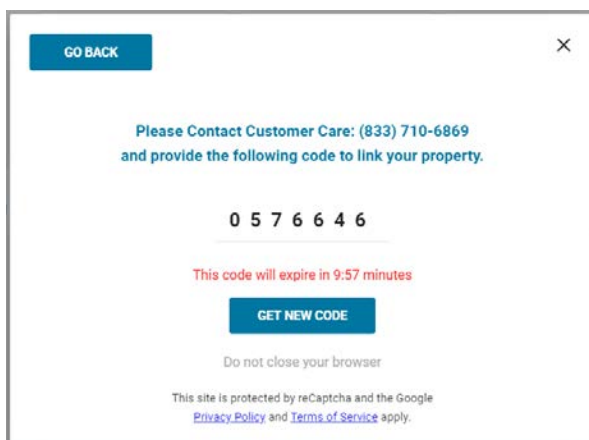 GO BACK
Please Contact Customer Care: (833) 710-6869
and provide the following code to link your property.
0 5 7 6 6 4 6
This code will expire in 9:57 minutes
GET NEW CODE
Do not close your browser
This site is protected by reCaptcha and the Google
Privacy Policy and Terms of Service apply.